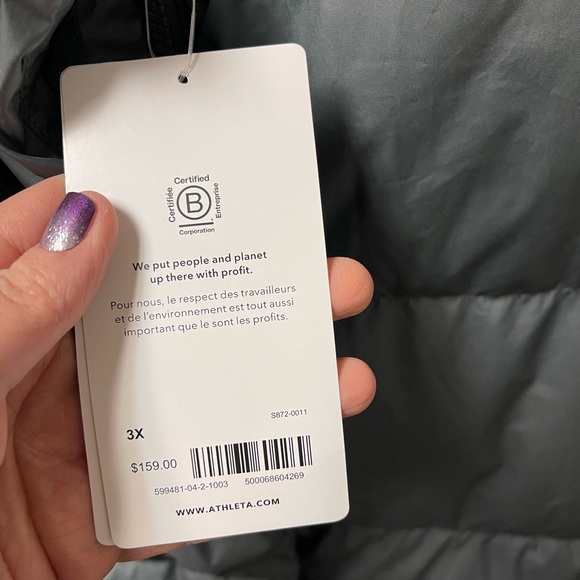 Certified
Certifiée
B
Entreprise
Corporation
We put people and planet
up there with profit.
Pour nous, le respect des travailleurs
et de l'environnement est tout aussi
important que le sont les profits.
S872-0011
3X
$159.00
599481-04-2-1003 500068604269
WWW.ATHLETA.COM